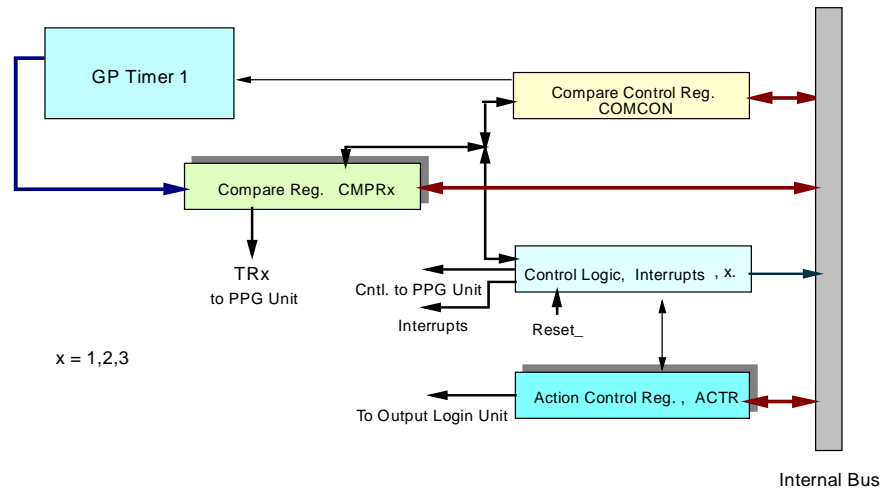 GP Timer 1
Compare Control Reg.
COMCON
Compare Reg. CMPRx
TRx
to PPG Unit
Control Logic, Interrupts , x.
Cntl. to PPG Unit
Interrupts
Reset_
x = 1,2,3
Action Control Reg. , ACTR
To Output Login Unit
Internal Bus